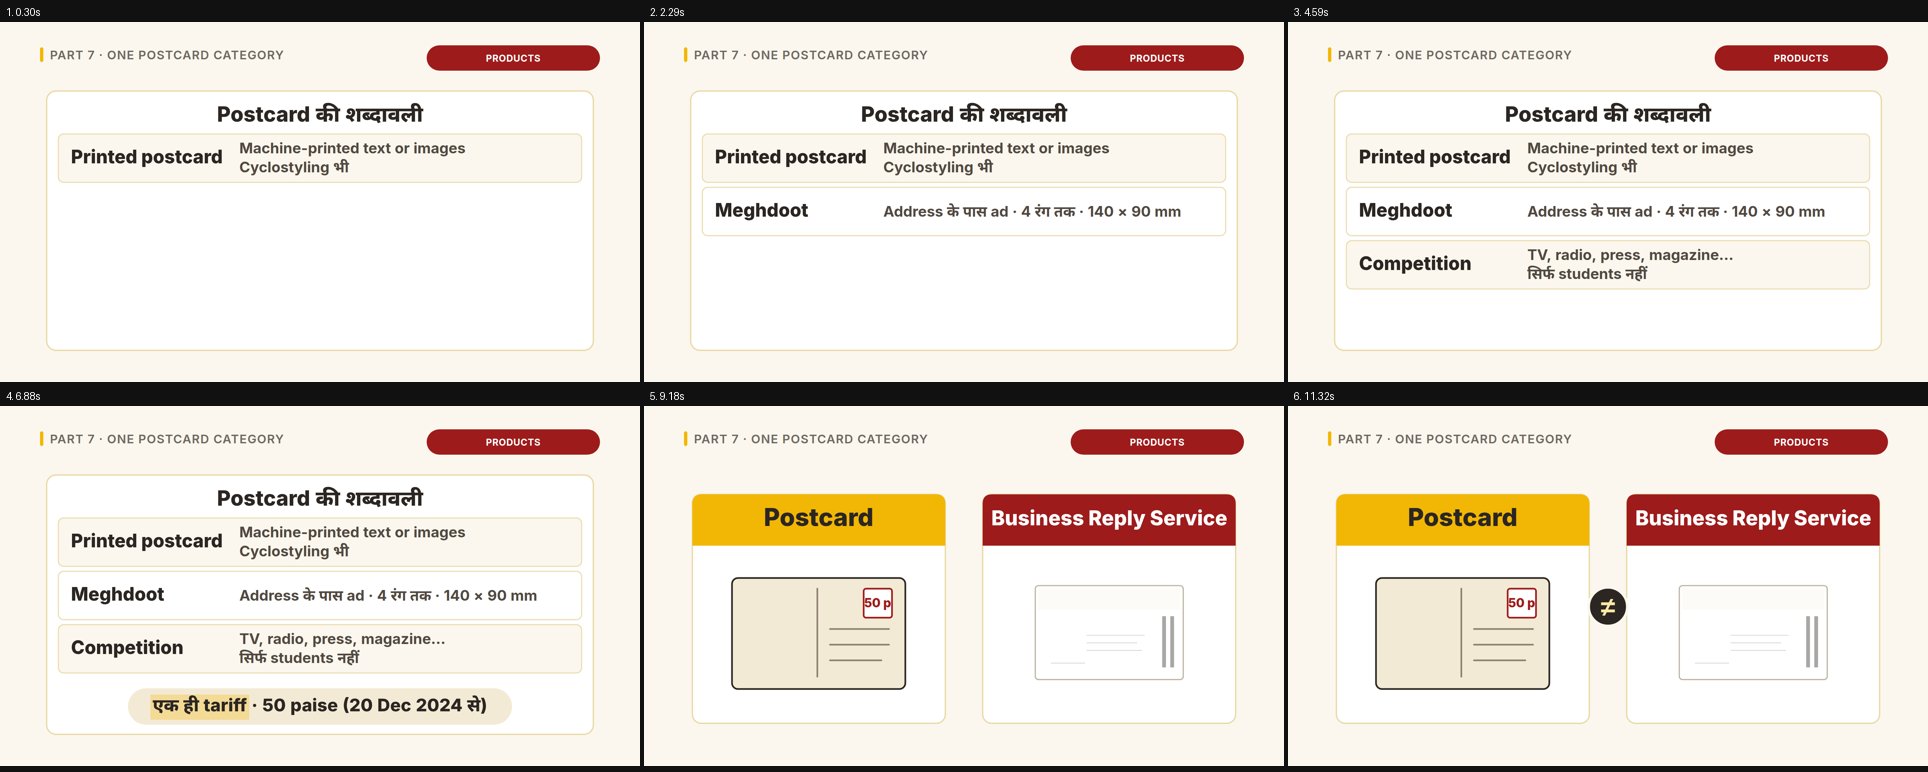 1. 0.30s
PART 7 · ONE POSTCARD CATEGORY
PRODUCTS
Postcard की शब्दावली
Printed postcard
Machine-printed text or images
Cyclostyling भी
2. 2.29s
PART 7 · ONE POSTCARD CATEGORY
PRODUCTS
Postcard की शब्दावली
Printed postcard
Machine-printed text or images
Cyclostyling भी
Meghdoot
Address के पास ad · 4 रंग तक · 140 × 90 mm
3. 4.59s
PART 7 · ONE POSTCARD CATEGORY
PRODUCTS
Postcard की शब्दावली
Printed postcard
Machine-printed text or images
Cyclostyling भी
Meghdoot
Address के पास ad · 4 रंग तक · 140 × 90 mm
Competition
TV, radio, press, magazine…
सिर्फ students नहीं
4. 6.88s
PART 7 · ONE POSTCARD CATEGORY
PRODUCTS
Postcard की शब्दावली
Printed postcard
Machine-printed text or images
Cyclostyling भी
Meghdoot
Address के पास ad · 4 रंग तक · 140 × 90 mm
Competition
TV, radio, press, magazine…
सिर्फ students नहीं
एक ही tariff · 50 paise (20 Dec 2024 से)
5. 9.18s
PART 7 · ONE POSTCARD CATEGORY
PRODUCTS
Postcard
50 p
Business Reply Service
6. 11.32s
PART 7 · ONE POSTCARD CATEGORY
PRODUCTS
Postcard
50 p
≠
Business Reply Service